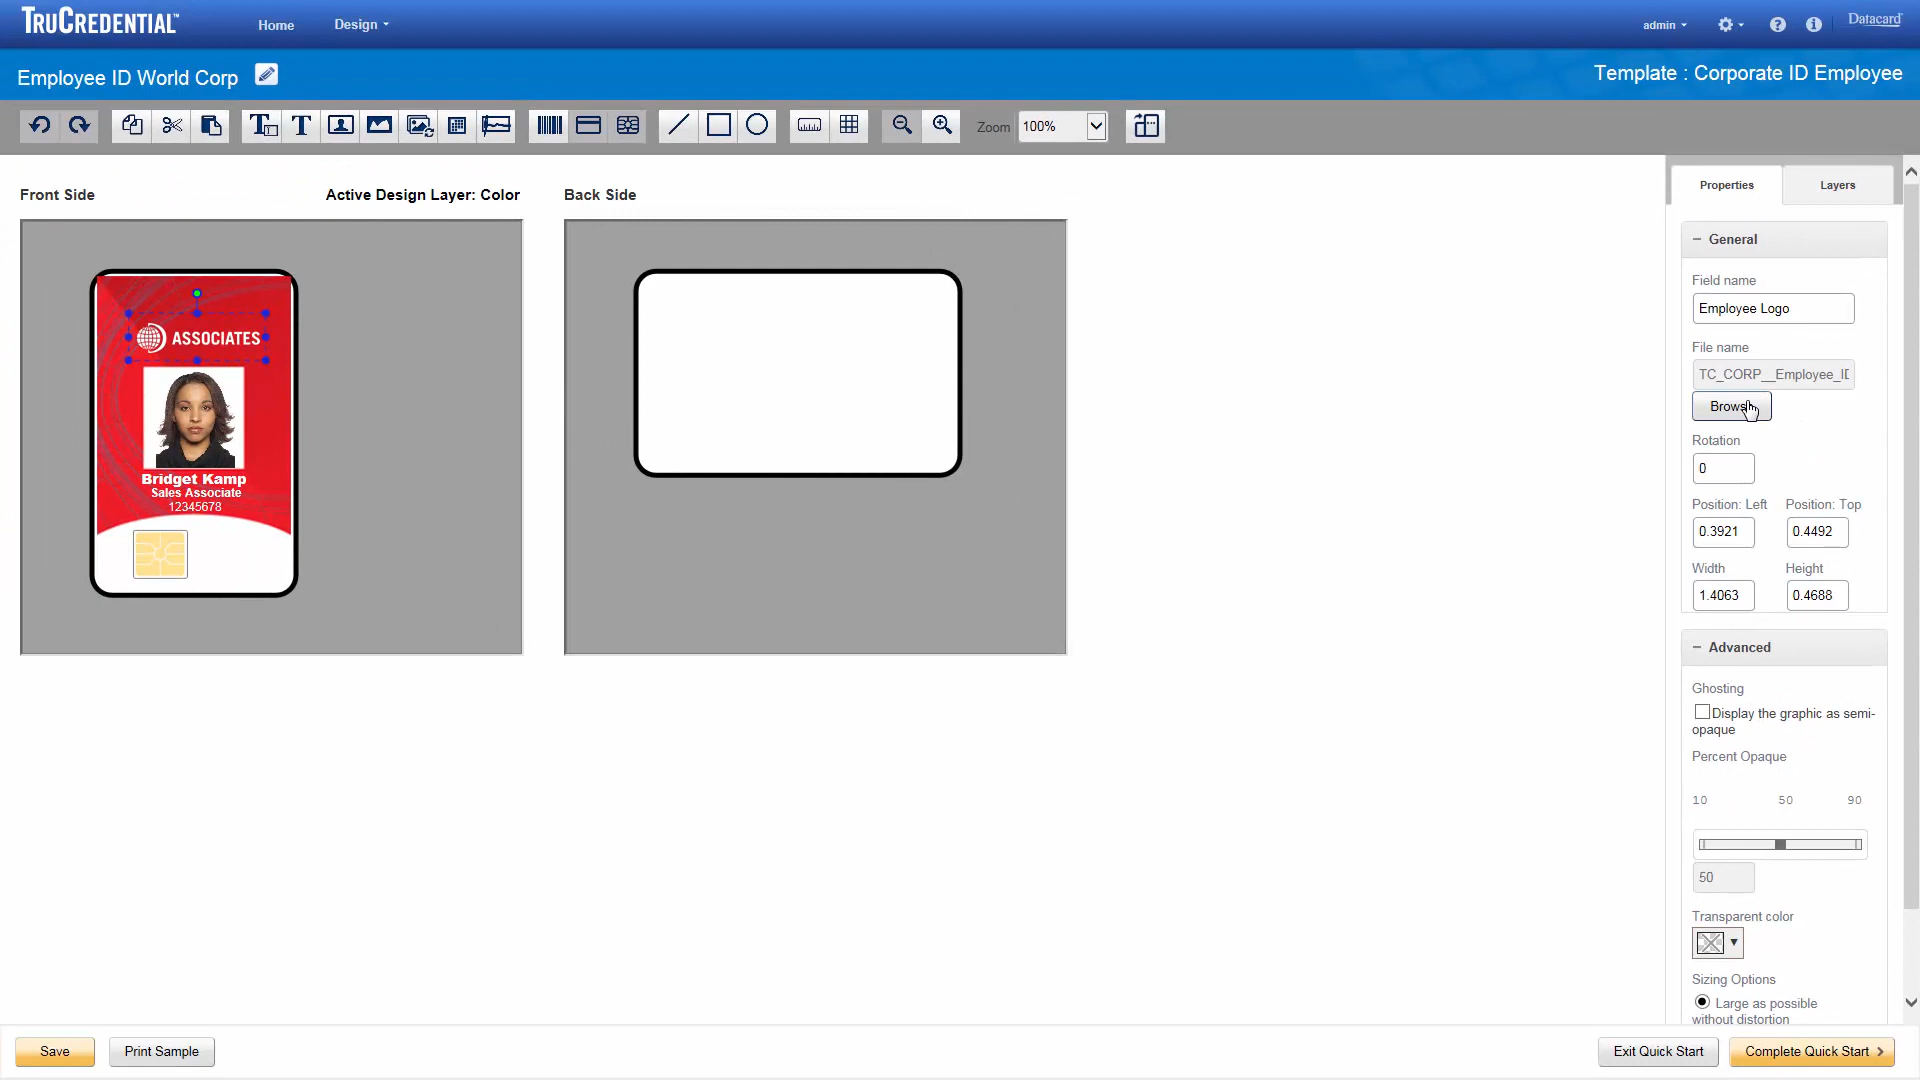 TRUCREDENTIAL™
Home
Design
admin
Datacard
Employee ID World Corp
Template : Corporate ID Employee
Zoom
100%
Front Side
Active Design Layer: Color
Back Side
ASSOCIATES
Bridget Kamp
Sales Associate
12345678
Properties
Layers
General
Field name
Employee Logo
File name
TC_CORP__Employee_ID
Browse
Rotation
0
Position: Left
Position: Top
0.3921
0.4492
Width
Height
1.4063
0.4688
Advanced
Ghosting
Display the graphic as semi-
opaque
Percent Opaque
10 50 90
50
Transparent color
Sizing Options
Large as possible
without distortion
Save
Print Sample
Exit Quick Start
Complete Quick Start